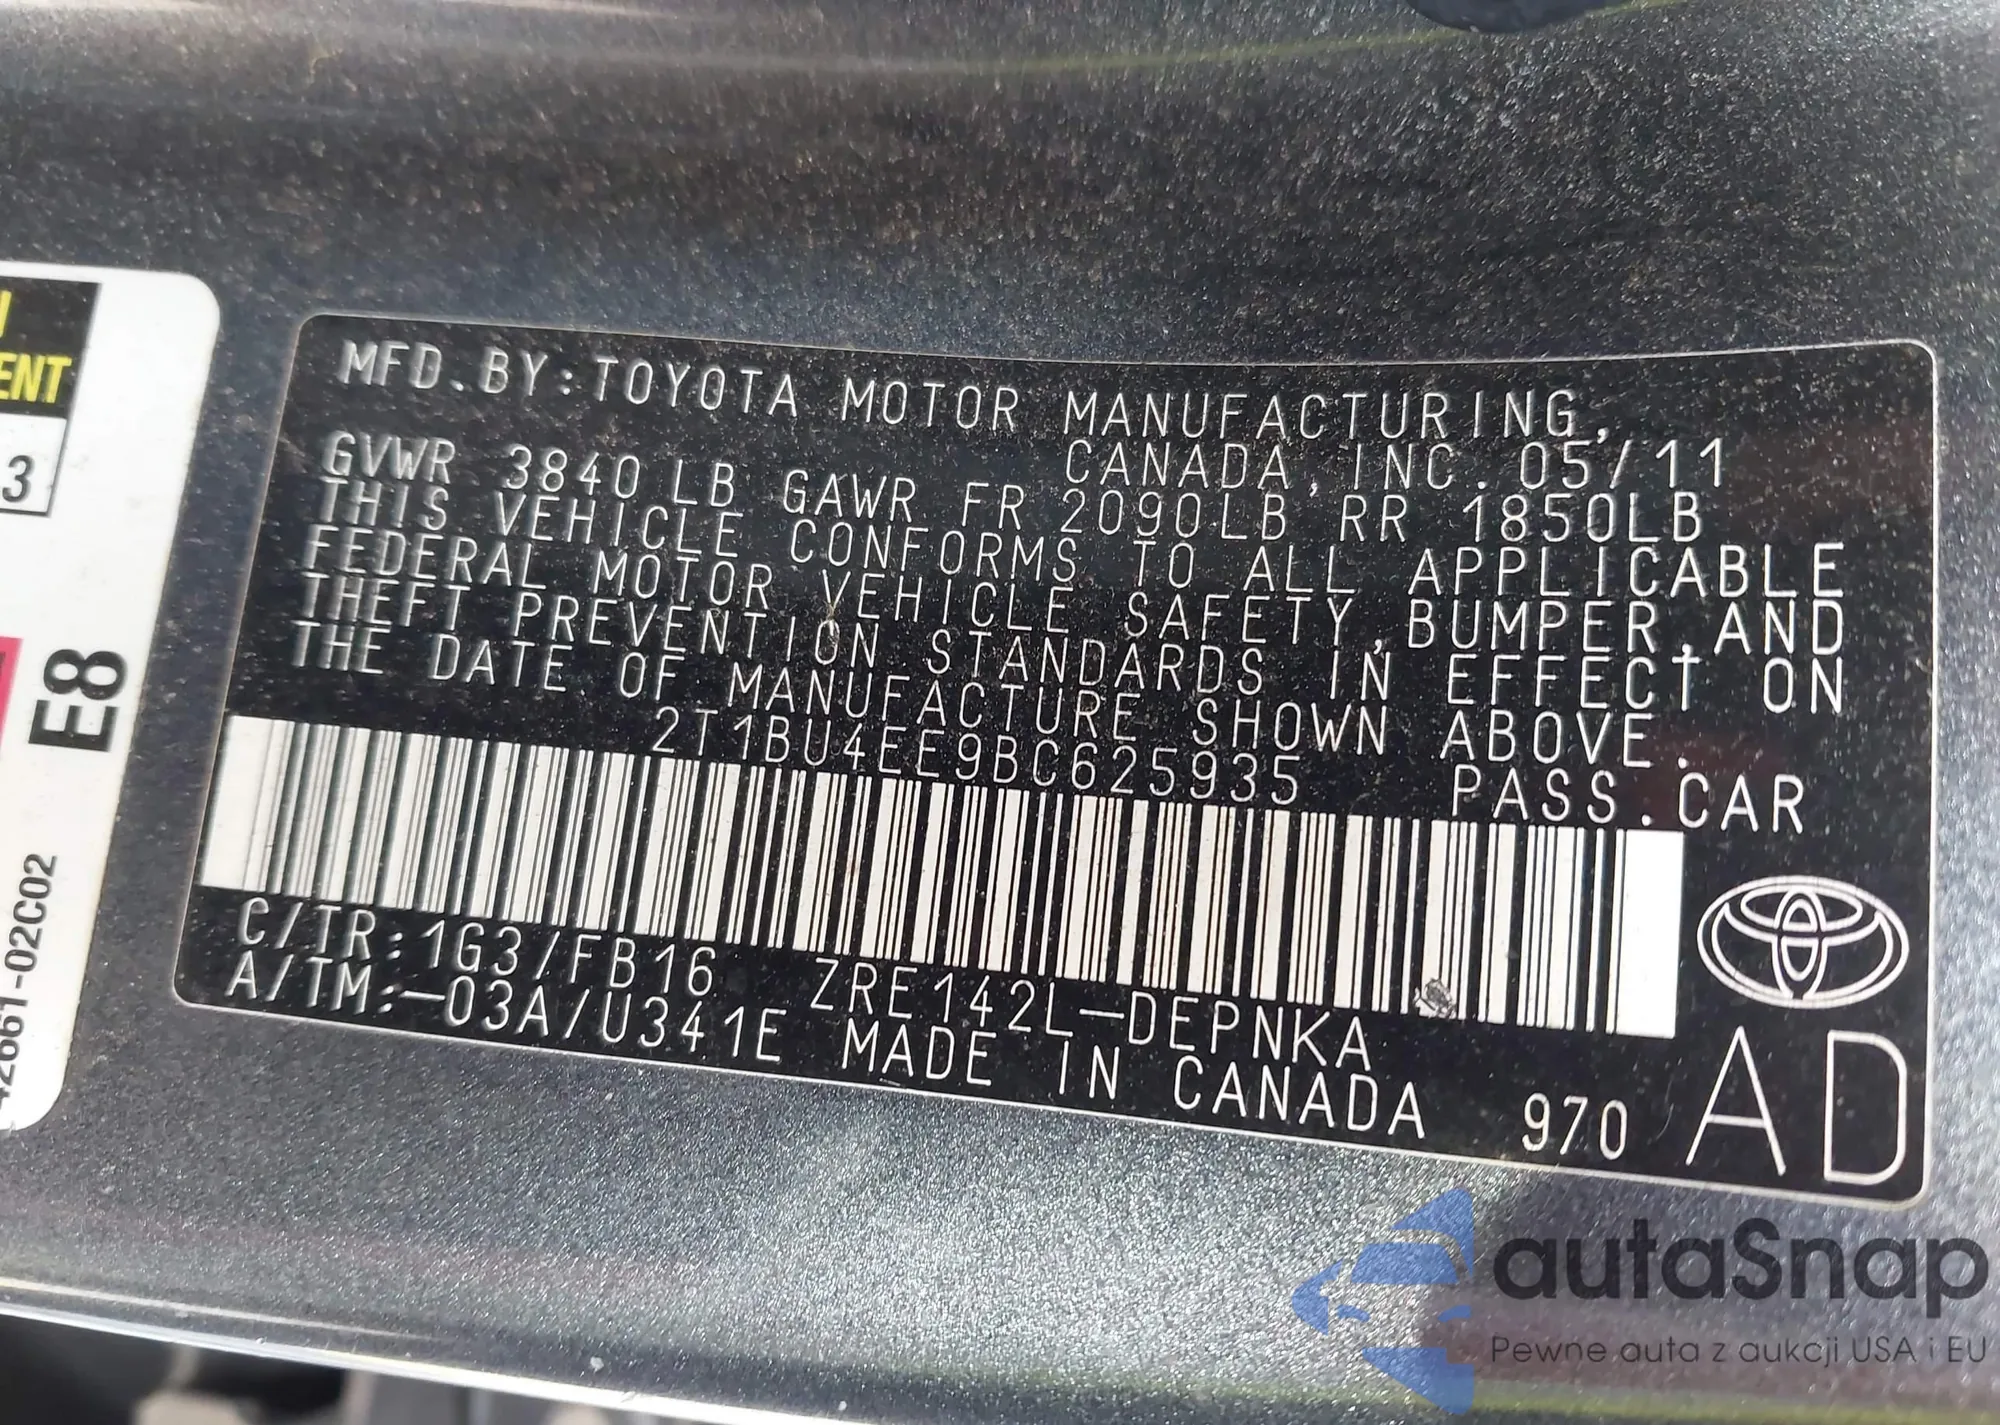 MFD.BY:TOYOTA MOTOR MANUFACTURING,
CANADA,INC. 05/11
GVWR 3840LB GAWR FR 2090LB RR 1850LB
THIS VEHICLE CONFORMS TO ALL APPLICABLE
FEDERAL MOTOR VEHICLE SAFETY,BUMPER,AND
THEFT PREVENTION STANDARDS IN EFFECT ON
THE DATE OF MANUFACTURE SHOWN ABOVE.
2T1BU4EE9BC625935 PASS.CAR
C/TR:1G3/FB16 ZRE142L-DEPNKA
A/TM:-03A/U341E MADE IN CANADA 970 AD
3
E8
42661-02C02
autaSnap
Pewne auta z aukcji USA i EU